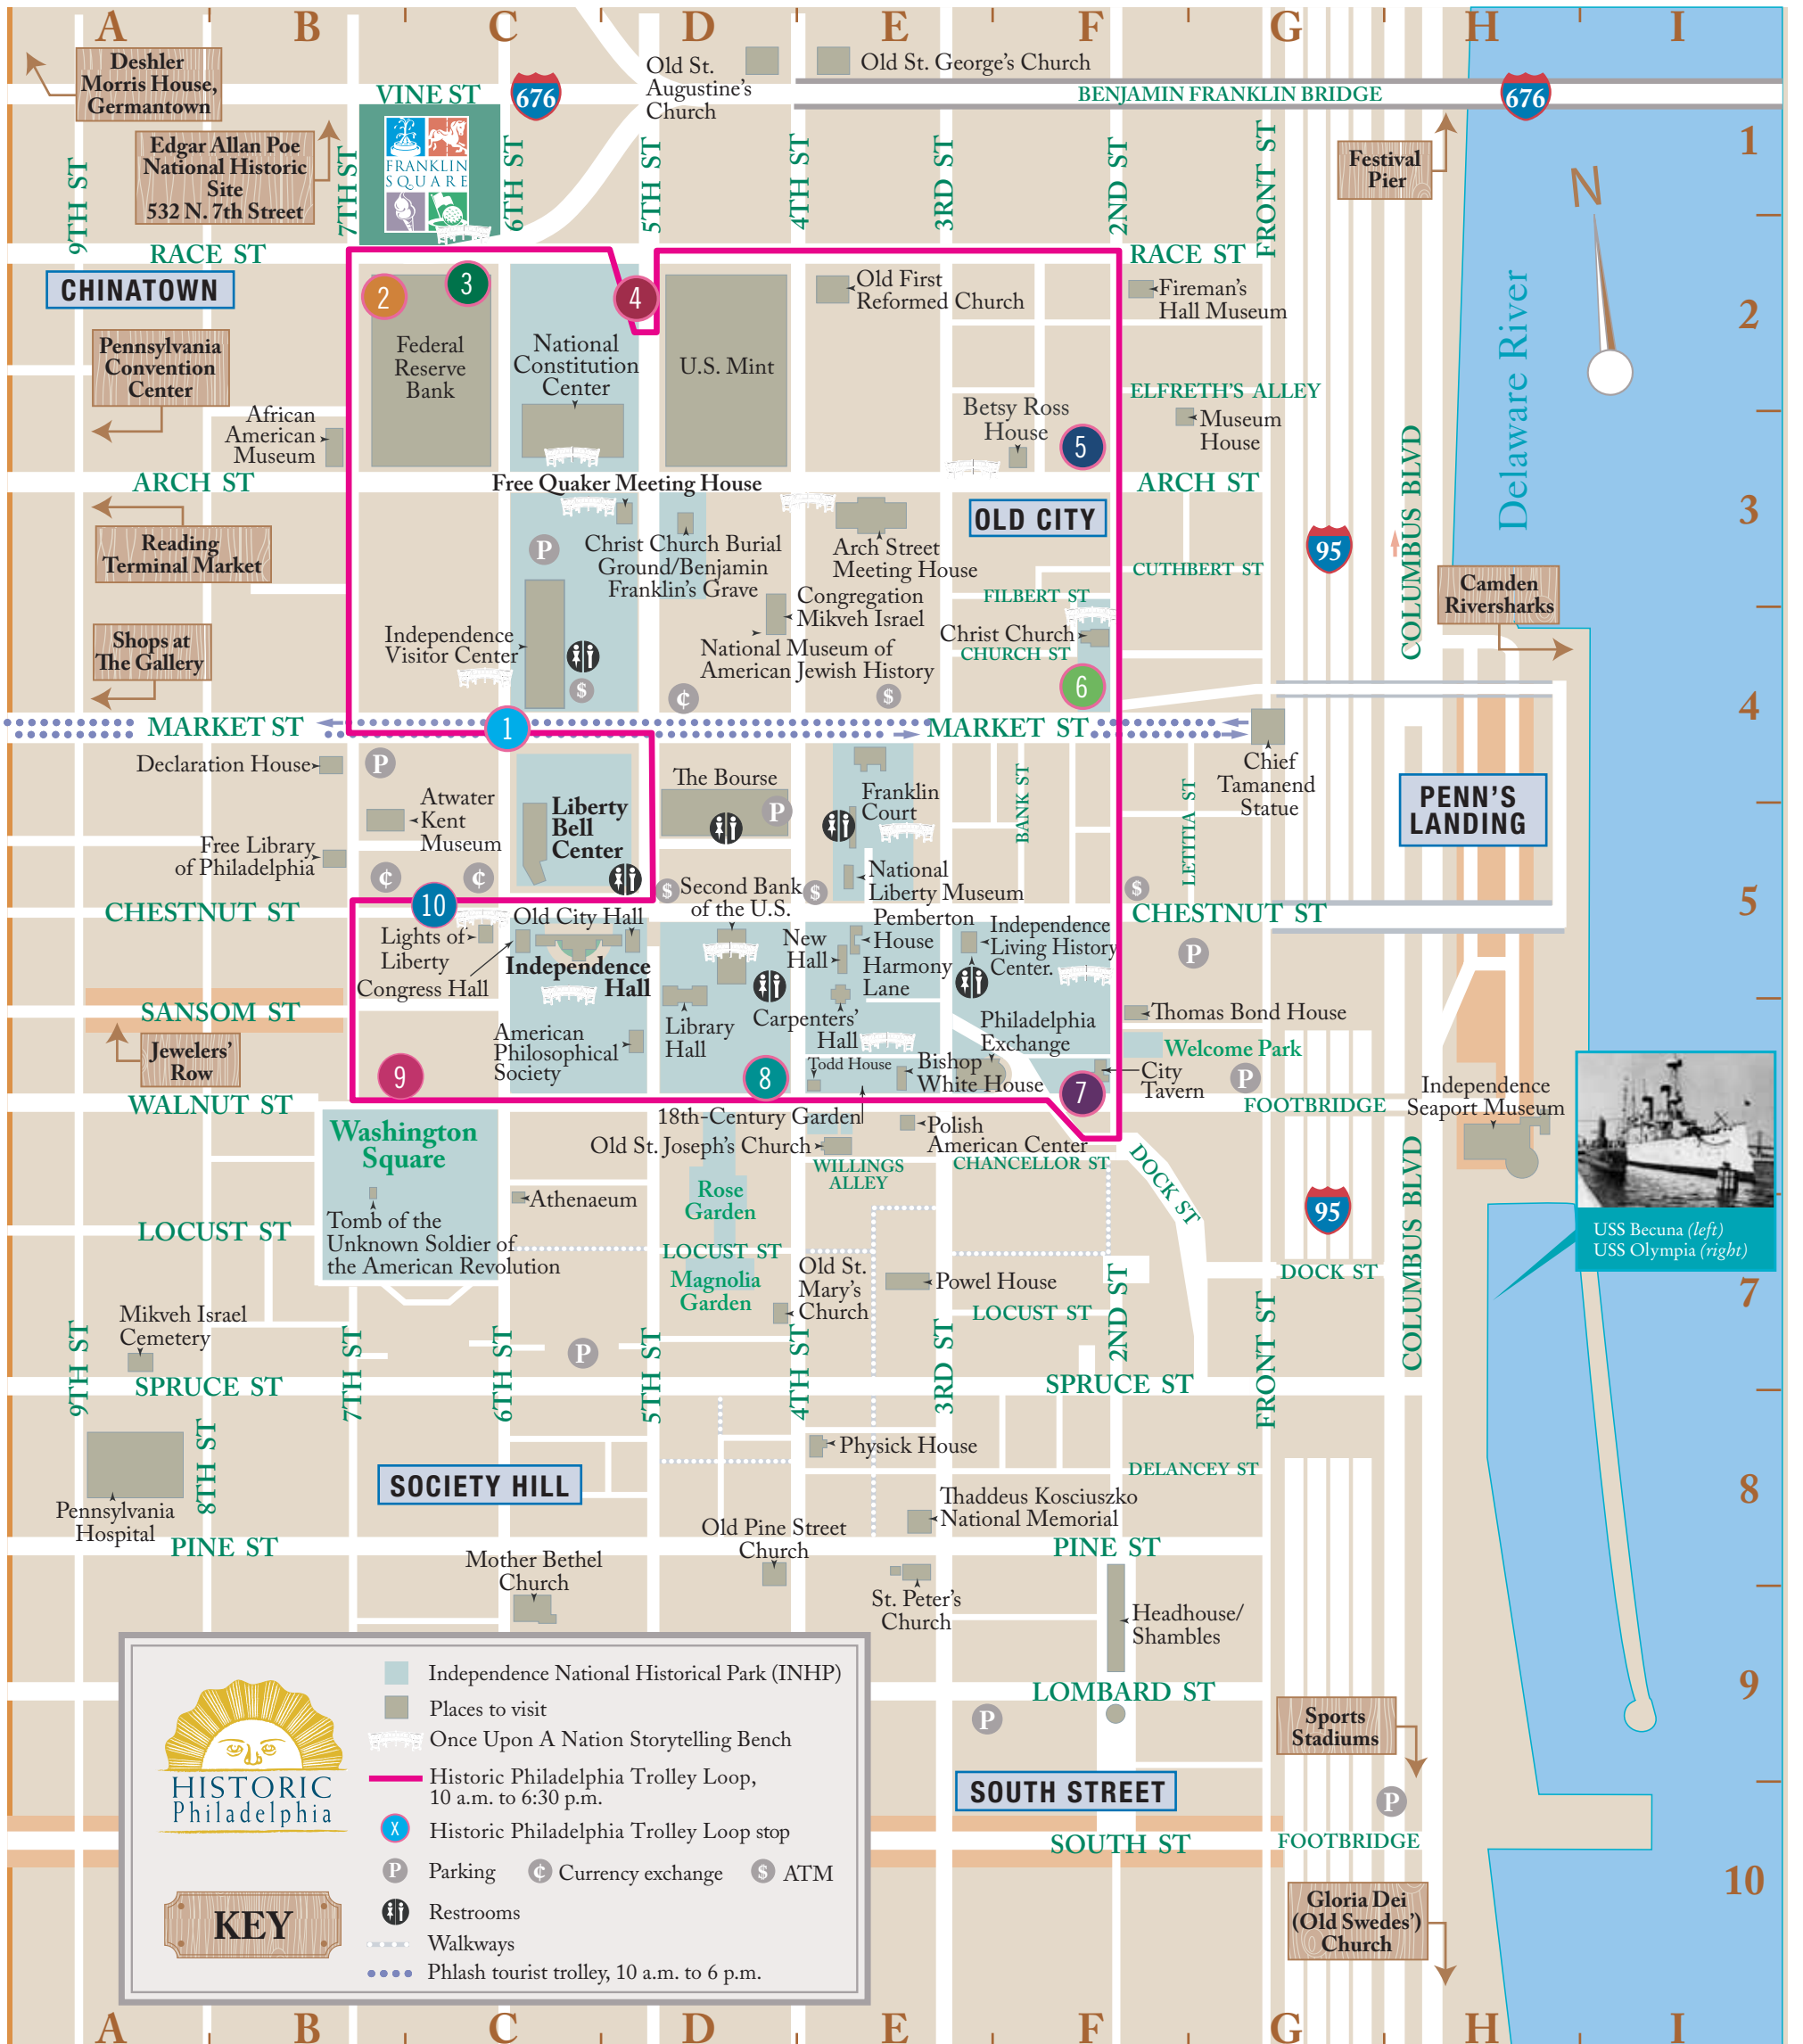 A B C D E F G H I
Deshler
Morris House,
Germantown
Old St.
Augustine's
Church
Old St. George's Church
VINE ST
676
BENJAMIN FRANKLIN BRIDGE
676
Edgar Allan Poe
National Historic
Site
532 N. 7th Street
FRANKLIN
SQUARE
9TH ST
7TH ST
6TH ST
5TH ST
4TH ST
3RD ST
2ND ST
FRONT ST
Festival
Pier
1
N
RACE ST
RACE ST
CHINATOWN
2
3
4
Old First
Reformed Church
Fireman's
Hall Museum
2
Delaware River
Pennsylvania
Convention
Center
Federal
Reserve
Bank
National
Constitution
Center
U.S. Mint
ELFRETH'S ALLEY
African
American
Museum
Betsy Ross
House
5
Museum
House
COLUMBUS BLVD
ARCH ST
Free Quaker Meeting House
ARCH ST
3
OLD CITY
Reading
Terminal Market
P
Christ Church Burial
Ground/Benjamin
Franklin's Grave
Arch Street
Meeting House
95
CUTHBERT ST
Camden
Riversharks
FILBERT ST
Congregation
Mikveh Israel
Shops at
The Gallery
Independence
Visitor Center
National Museum of
American Jewish History
Christ Church
CHURCH ST
$
¢
$
6
4
MARKET ST
1
MARKET ST
Declaration House
P
The Bourse
P
Chief
Tamanend
Statue
Atwater
Kent
Museum
Liberty
Bell
Center
Franklin
Court
BANK ST
LETITIA ST
PENN'S
LANDING
Free Library
of Philadelphia
¢
¢
$
Second Bank
of the U.S.
$
National
Liberty Museum
$
5
CHESTNUT ST
10
Old City Hall
CHESTNUT ST
Lights of
Liberty
Congress Hall
Independence
Hall
New
Hall
Pemberton
House
Harmony
Lane
Independence
Living History
Center.
P
SANSOM ST
Jewelers'
Row
American
Philosophical
Society
Library
Hall
Carpenters'
Hall
Philadelphia
Exchange
Thomas Bond House
Welcome Park
9
8
Todd House
Bishop
White House
7
City
Tavern
P
Independence
Seaport Museum
WALNUT ST
FOOTBRIDGE
18th-Century Garden
Washington
Square
Old St. Joseph's Church
Polish
American Center
WILLINGS
ALLEY
CHANCELLOR ST
DOCK ST
COLUMBUS BLVD
Athenaeum
Rose
Garden
95
USS Becuna (left)
USS Olympia (right)
Tomb of the
Unknown Soldier of
the American Revolution
LOCUST ST
LOCUST ST
Magnolia
Garden
Old St.
Mary's
Church
Powel House
DOCK ST
LOCUST ST
7
Mikveh Israel
Cemetery
9TH ST
7TH ST
6TH ST
P
5TH ST
4TH ST
3RD ST
2ND ST
FRONT ST
SPRUCE ST
SPRUCE ST
8TH ST
Physick House
SOCIETY HILL
DELANCEY ST
Pennsylvania
Hospital
Thaddeus Kosciuszko
National Memorial
8
PINE ST
Old Pine Street
Church
PINE ST
Mother Bethel
Church
St. Peter's
Church
Headhouse/
Shambles
LOMBARD ST
9
P
Sports
Stadiums
SOUTH STREET
P
SOUTH ST
FOOTBRIDGE
10
Gloria Dei
(Old Swedes')
Church
HISTORIC
Philadelphia
KEY
Independence National Historical Park (INHP)
Places to visit
Once Upon A Nation Storytelling Bench
Historic Philadelphia Trolley Loop,
10 a.m. to 6:30 p.m.
X Historic Philadelphia Trolley Loop stop
P Parking ¢ Currency exchange $ ATM
Restrooms
Walkways
Phlash tourist trolley, 10 a.m. to 6 p.m.
A B C D E F G H I